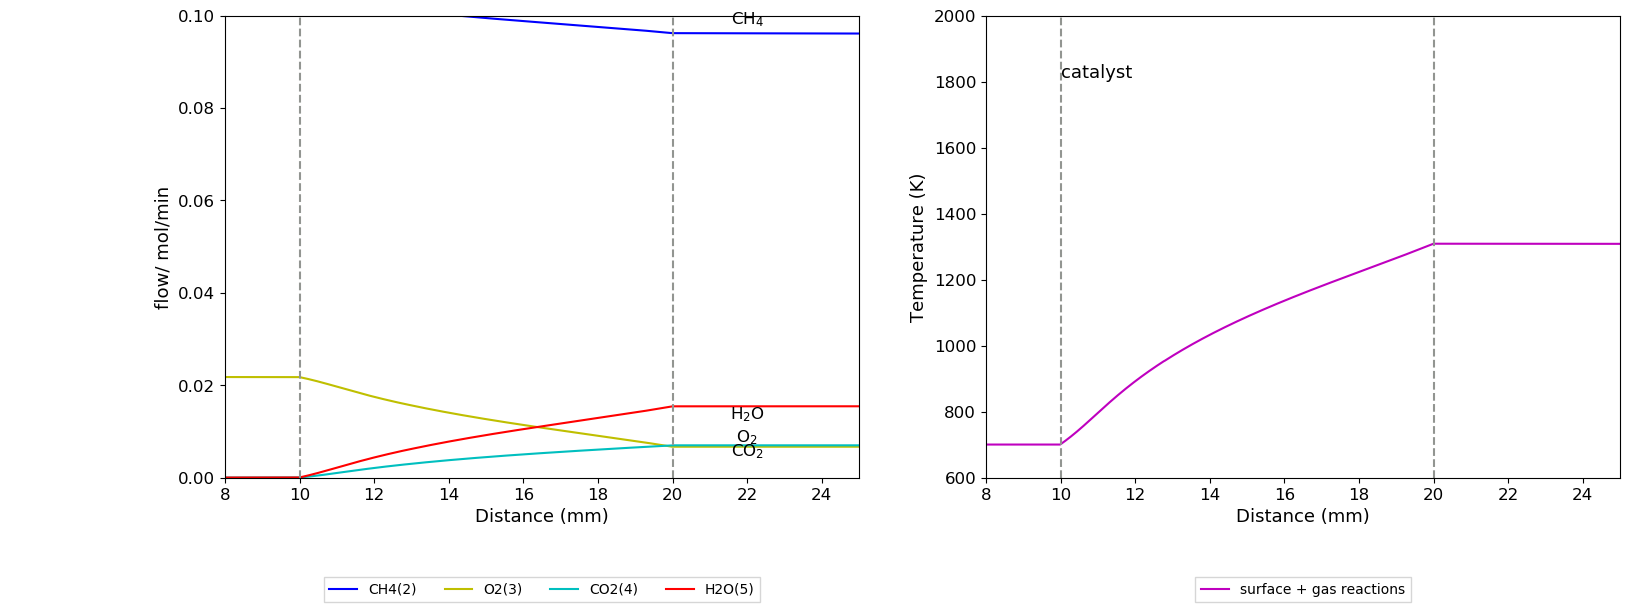 0.10
0.08
0.06
0.04
0.02
0.00
flow/ mol/min
CH₄
H₂O
O₂
CO₂
8 10 12 14 16 18 20 22 24
Distance (mm)
CH4(2) O2(3) CO2(4) H2O(5)
2000
1800
1600
1400
1200
1000
800
600
Temperature (K)
catalyst
8 10 12 14 16 18 20 22 24
Distance (mm)
surface + gas reactions